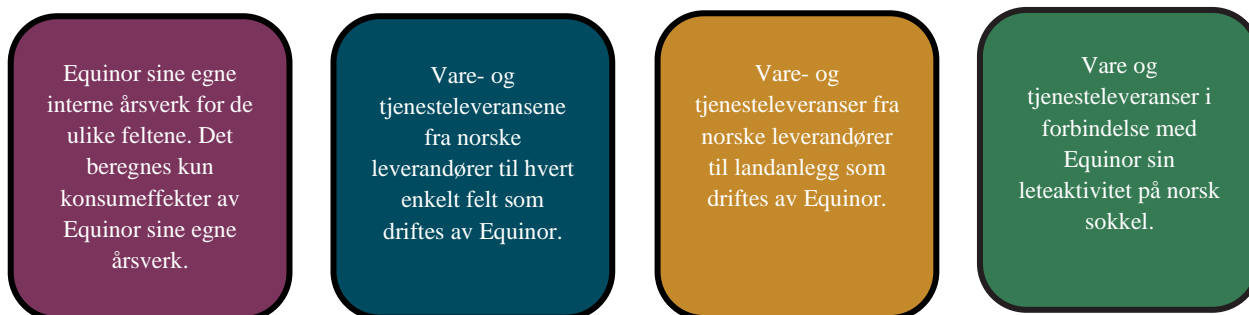 Equinor sine egne
interne årsverk for de
ulike feltene. Det
beregnes kun
konsumeffekter av
Equinor sine egne
årsverk.
Vare- og
tjenesteleveransene
fra norske
leverandører til hvert
enkelt felt som
driftes av Equinor.
Vare- og
tjenesteleveranser fra
norske leverandører
til landanlegg som
driftes av Equinor.
Vare og
tjenesteleveranser i
forbindelse med
Equinor sin
leteaktivitet på norsk
sokkel.